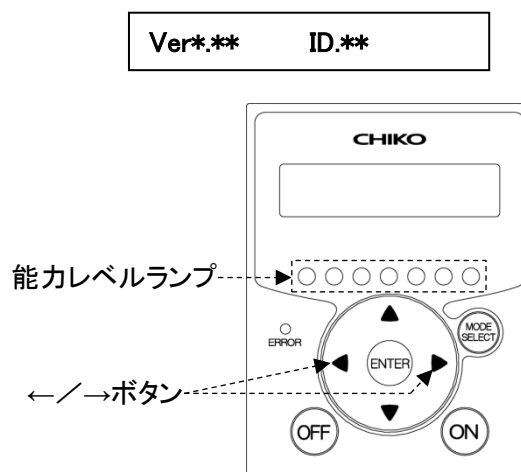 Ver*.** ID.**
CHIKO
能力レベルランプ
ERROR
MODE
SELECT
ENTER
←／→ボタン
OFF
ON